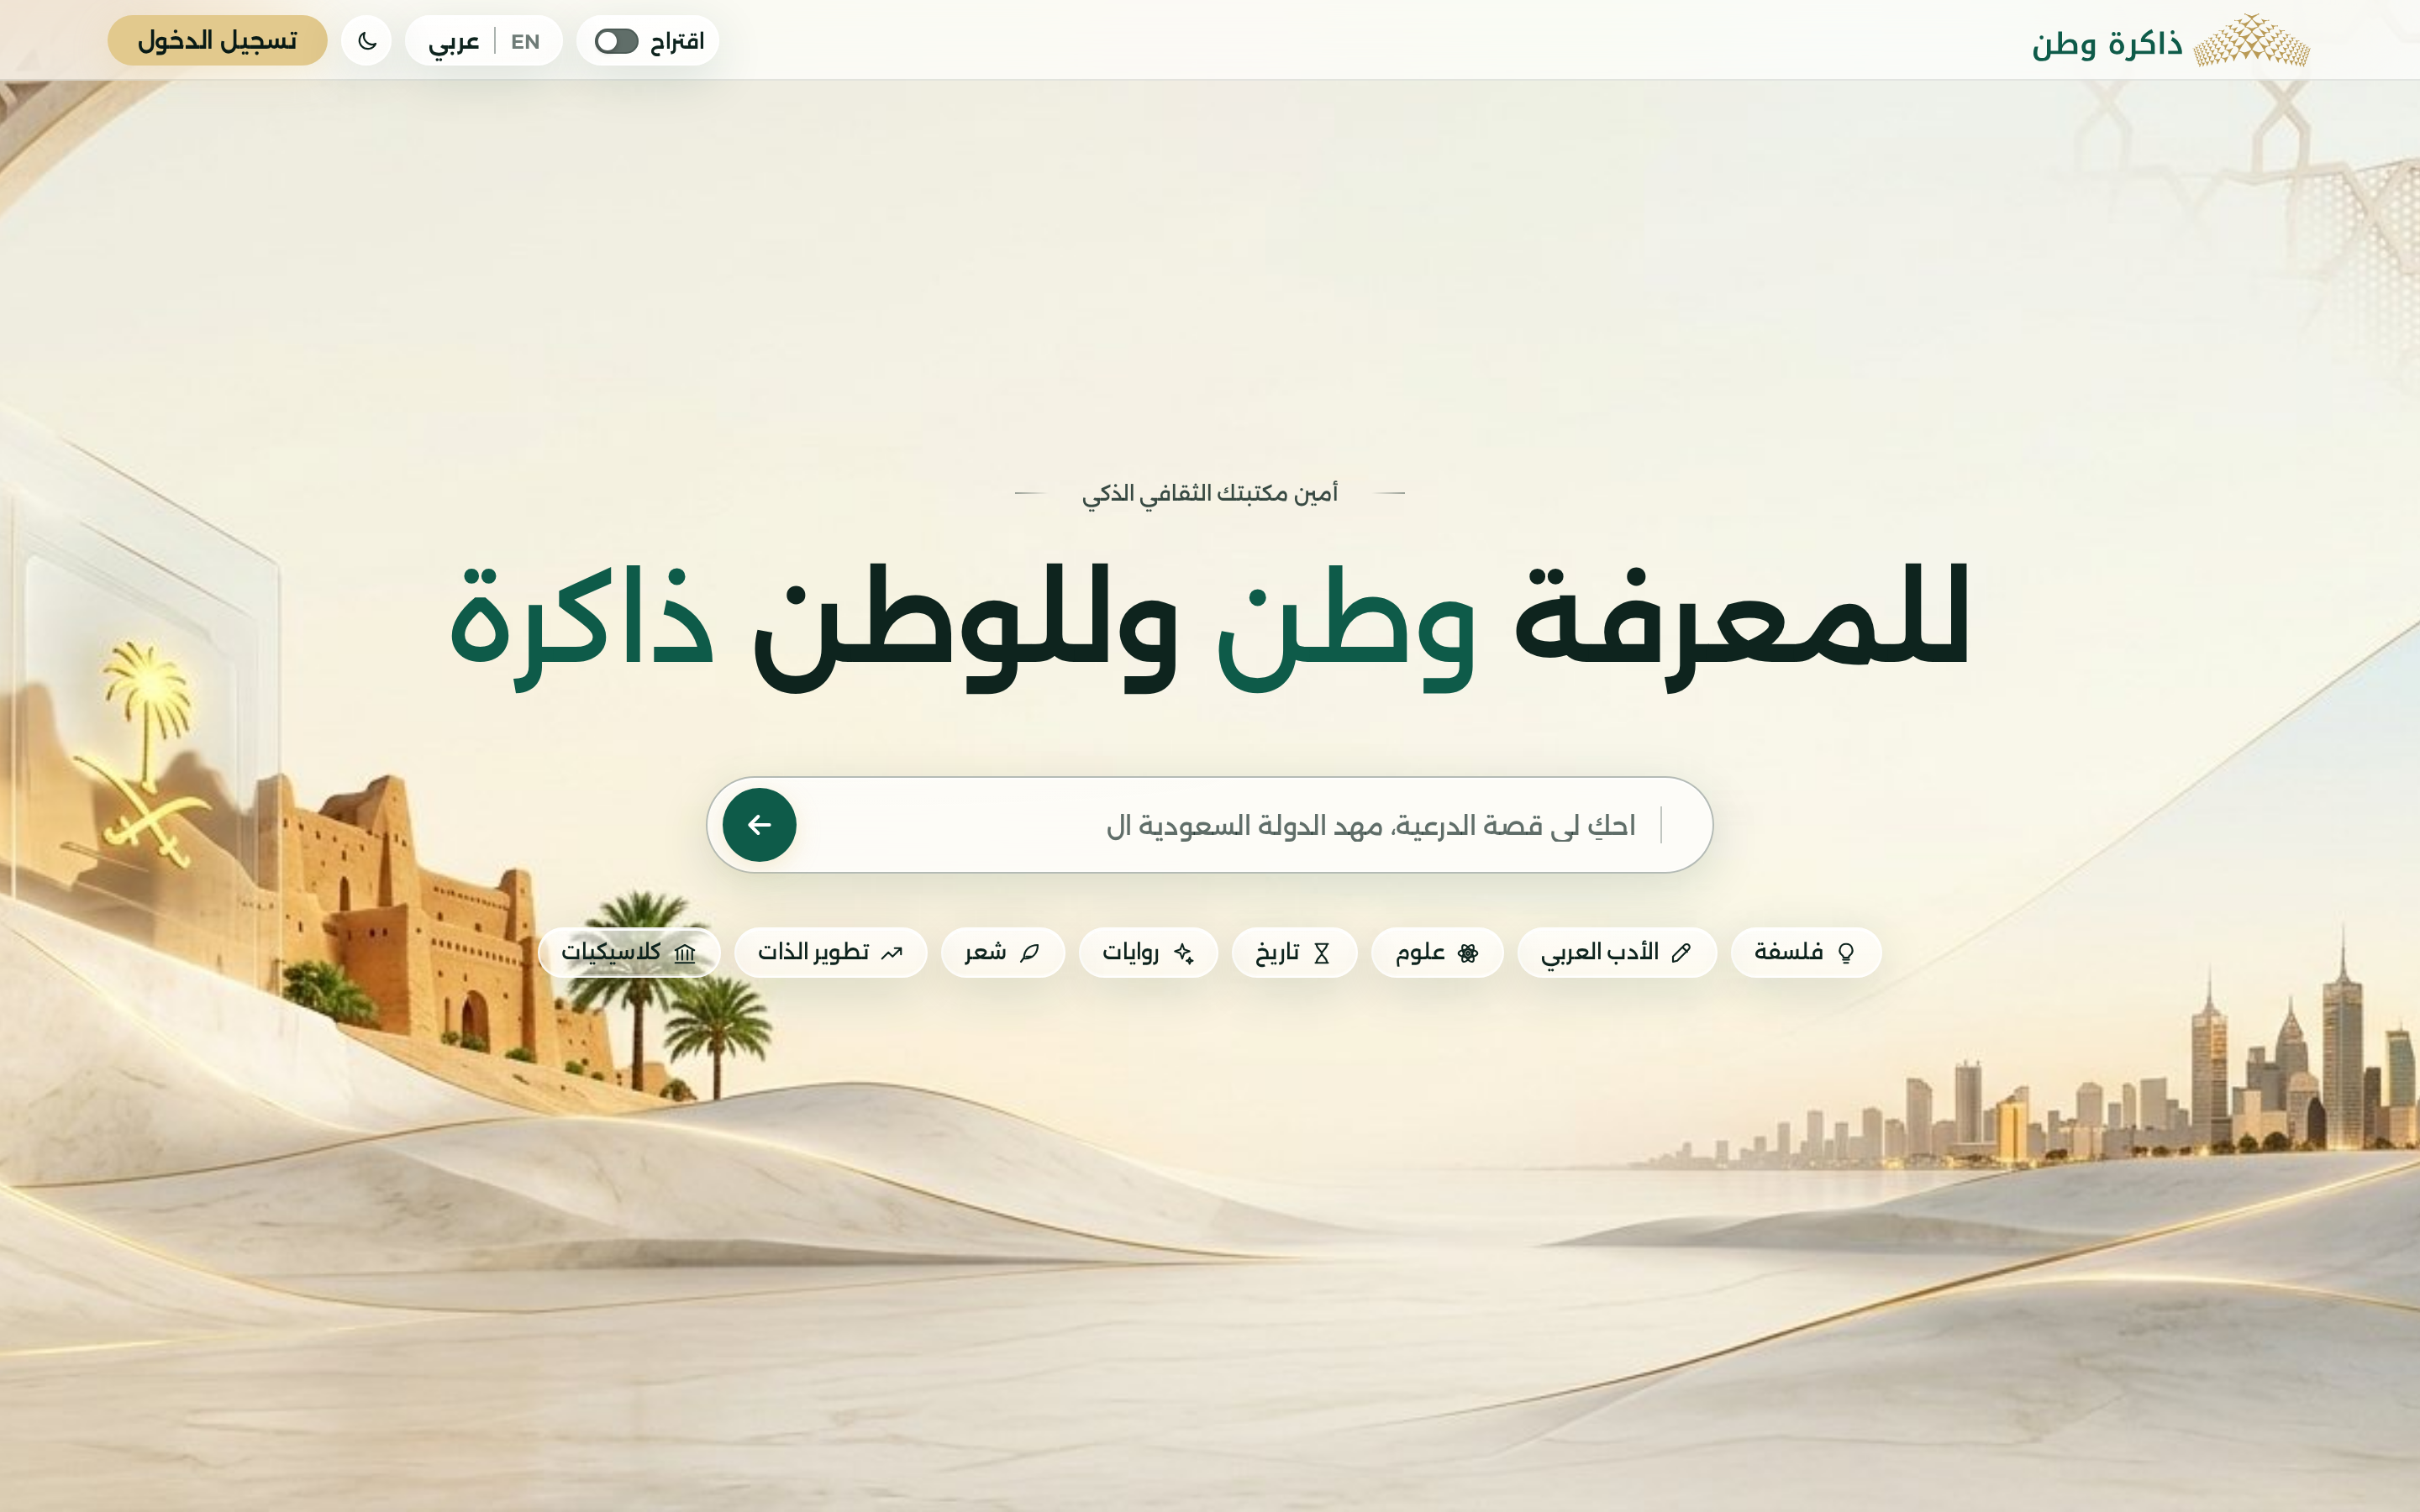 ذاكرة وطن
اقتراح
EN | عربي
تسجيل الدخول
أمين مكتبتك الثقافي الذكي
للمعرفة وطن وللوطن ذاكرة
احكِ لي قصة الدرعية، مهد الدولة السعودية ال
فلسفة
الأدب العربي
علوم
تاريخ
روايات
شعر
تطوير الذات
كلاسيكيات